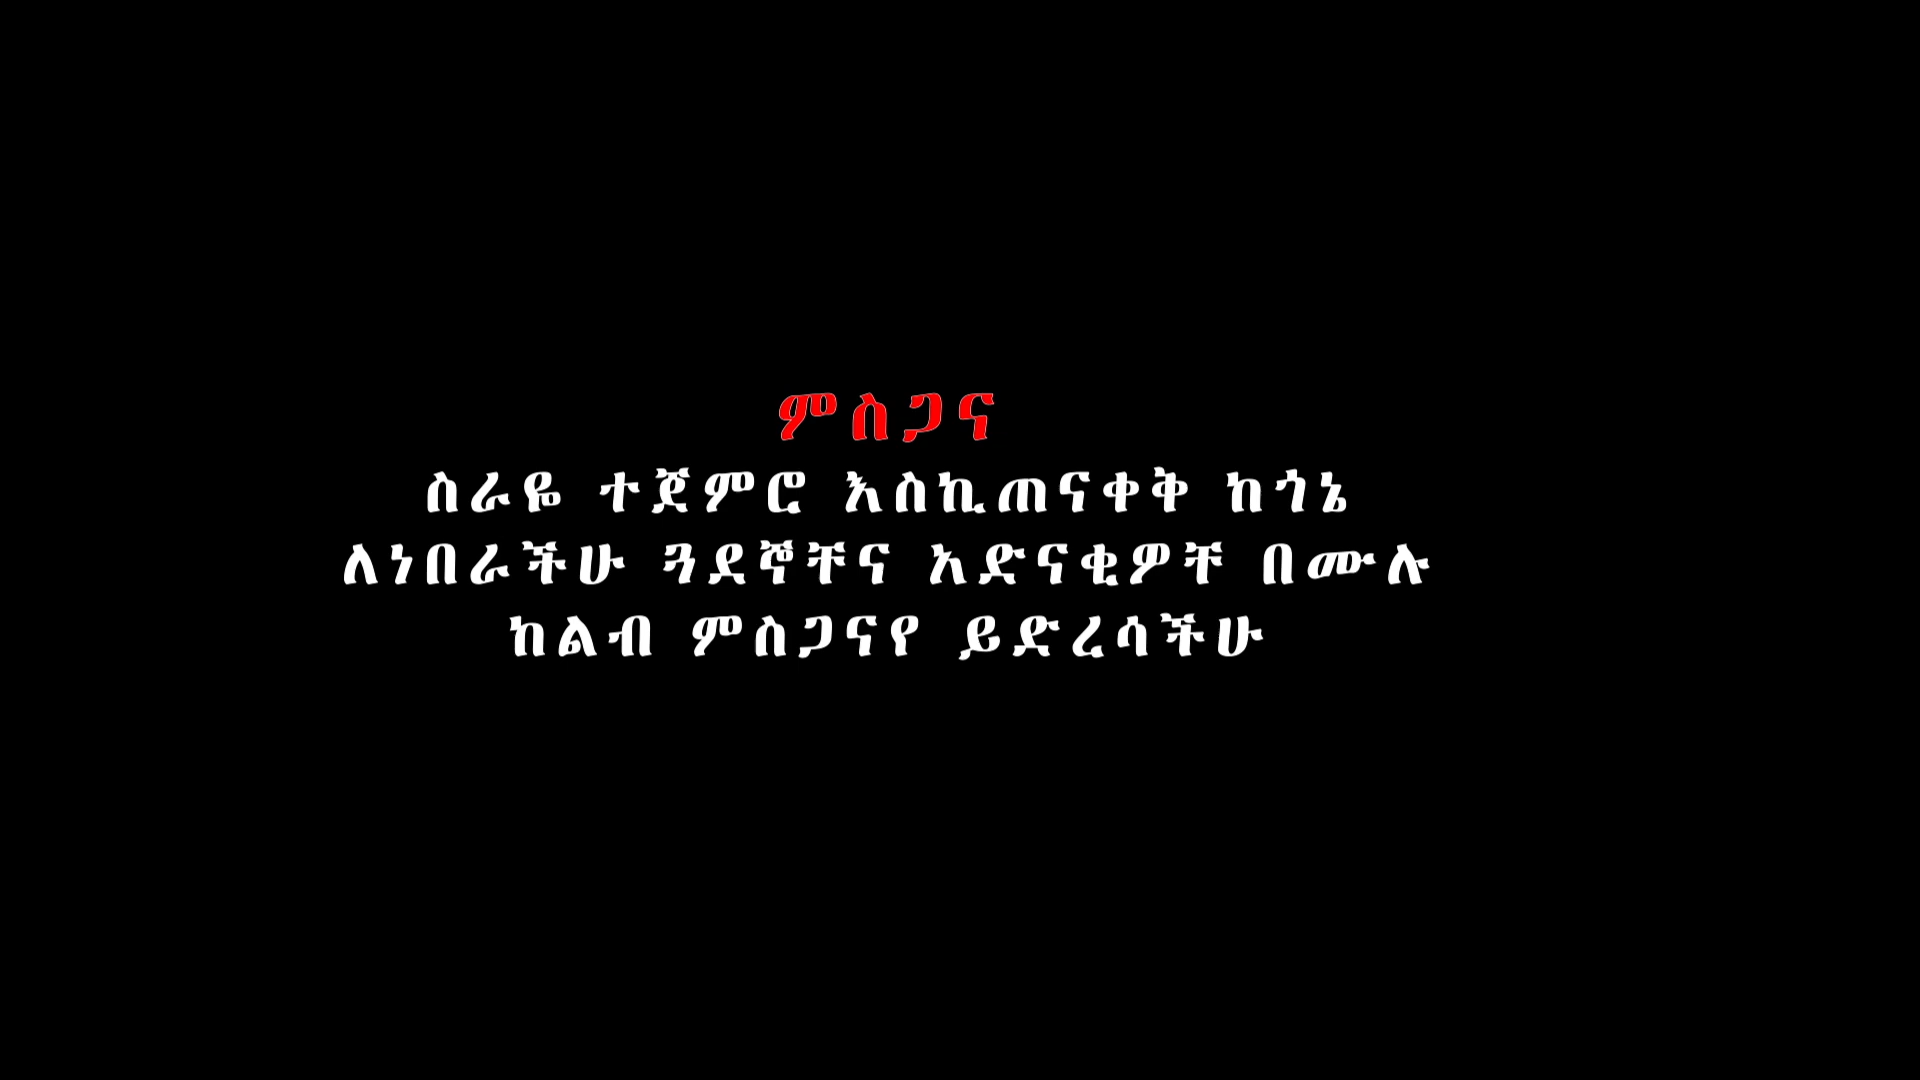 ምስጋና
ስራዬ ተጀምሮ እስኪጠናቀቅ ከጎኔ
ለነበራችሁ ጓደኞቸና አድናቂዎቸ በሙሉ
ከልብ ምስጋናየ ይድረሳችሁ